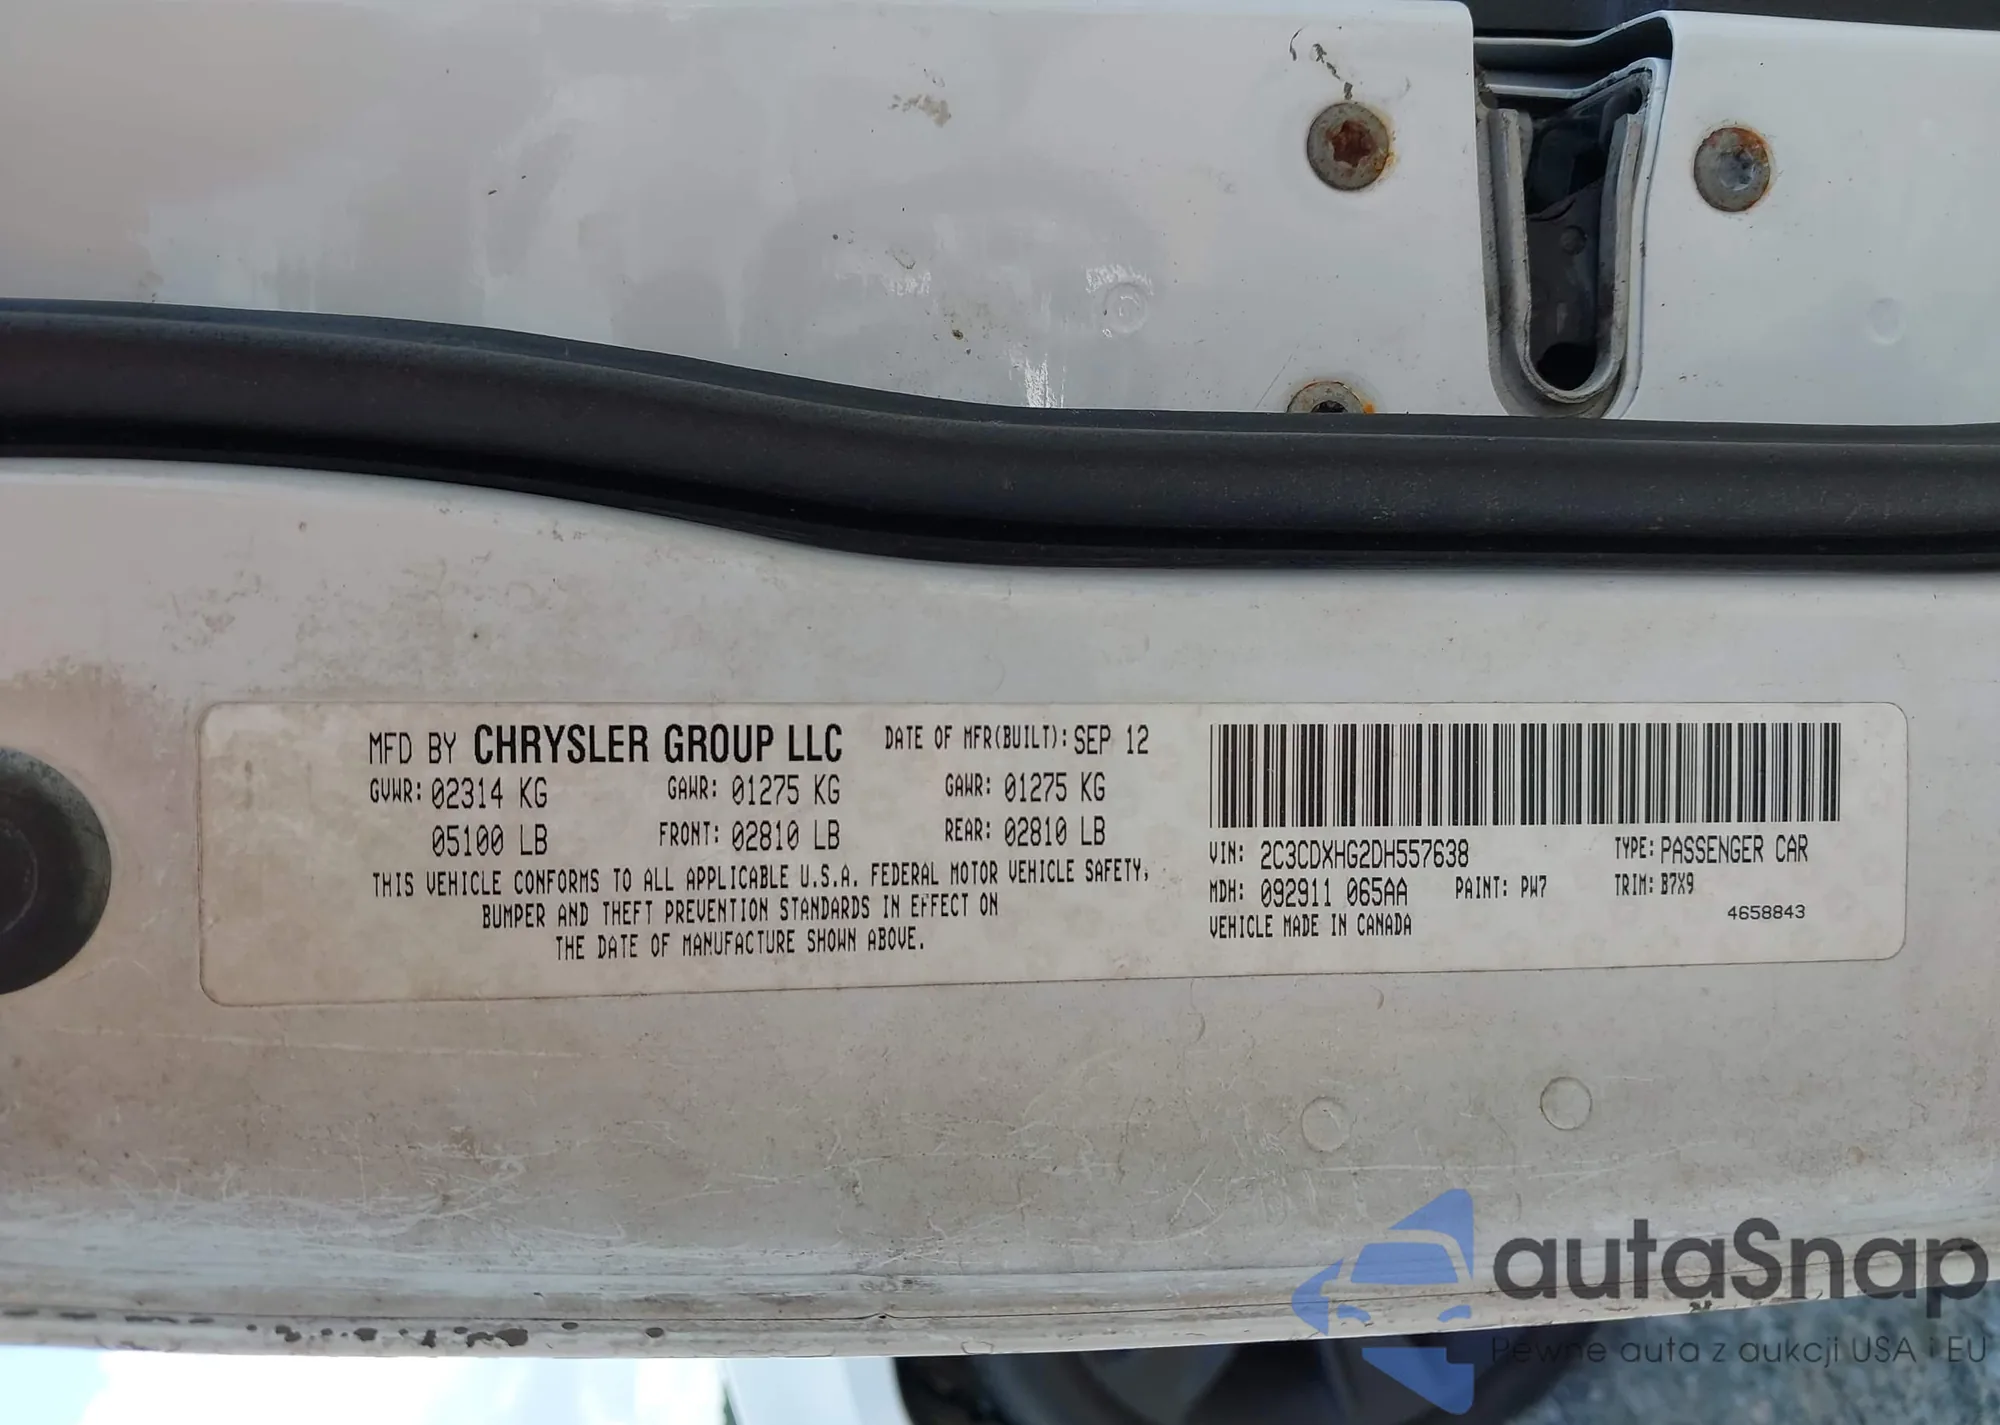 MFD BY CHRYSLER GROUP LLC DATE OF MFR(BUILT): SEP 12
GVWR: 02314 KG GAWR: 01275 KG GAWR: 01275 KG
05100 LB FRONT: 02810 LB REAR: 02810 LB
THIS VEHICLE CONFORMS TO ALL APPLICABLE U.S.A. FEDERAL MOTOR VEHICLE SAFETY,
BUMPER AND THEFT PREVENTION STANDARDS IN EFFECT ON
THE DATE OF MANUFACTURE SHOWN ABOVE.
VIN: 2C3CDXHG2DH557638 TYPE: PASSENGER CAR
MDH: 092911 065AA PAINT: PW7 TRIM: B7X9
VEHICLE MADE IN CANADA 4658843
autaSnap
Pewne auta z aukcji USA i EU